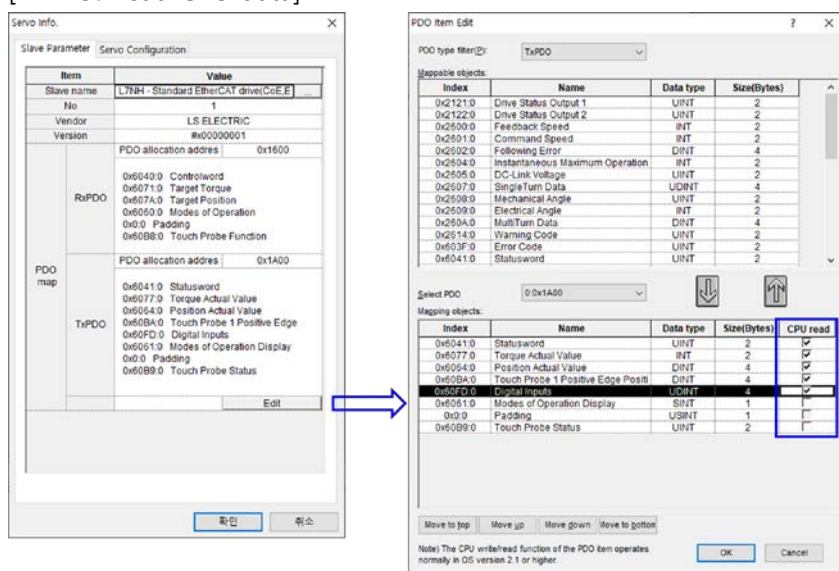 Servo Info.
Slave Parameter Servo Configuration
Item Value
Slave name L7NH - Standard EtherCAT drive(CoE,E ...
No 1
Vendor LS ELECTRIC
Version #x00000001
PDO map
RxPDO
PDO allocation addres 0x1600
0x6040:0 Controlword
0x6071:0 Target Torque
0x607A:0 Target Position
0x6060:0 Modes of Operation
0x0:0 Padding
0x60B8:0 Touch Probe Function
TxPDO
PDO allocation addres 0x1A00
0x6041:0 Statusword
0x6077:0 Torque Actual Value
0x6064:0 Position Actual Value
0x60BA:0 Touch Probe 1 Positive Edge
0x60FD:0 Digital Inputs
0x6061:0 Modes of Operation Display
0x0:0 Padding
0x60B9:0 Touch Probe Status
Edit
확인 취소
PDO Item Edit ?
PDO type filter(P): TxPDO
Mappable objects:
Index Name Data type Size(Bytes)
0x2121:0 Drive Status Output 1 UINT 2
0x2122:0 Drive Status Output 2 UINT 2
0x2600:0 Feedback Speed INT 2
0x2601:0 Command Speed INT 2
0x2602:0 Following Error DINT 4
0x2604:0 Instantaneous Maximum Operation INT 2
0x2605:0 DC-Link Voltage UINT 2
0x2607:0 SingleTurn Data UDINT 4
0x2608:0 Mechanical Angle UINT 2
0x2609:0 Electrical Angle INT 2
0x260A:0 MultiTurn Data DINT 4
0x2614:0 Warning Code UINT 2
0x603F:0 Error Code UINT 2
0x6041:0 Statusword UINT 2
Select PDO 0:0x1A00
Mapping objects:
Index Name Data type Size(Bytes) CPU read
0x6041:0 Statusword UINT 2
0x6077:0 Torque Actual Value INT 2
0x6064:0 Position Actual Value DINT 4
0x60BA:0 Touch Probe 1 Positive Edge Positi DINT 4
0x60FD:0 Digital Inputs UDINT 4
0x6061:0 Modes of Operation Display SINT 1
0x0:0 Padding USINT 1
0x60B9:0 Touch Probe Status UINT 2
Move to top Move up Move down Move to bottom
Note) The CPU write/read function of the PDO item operates
normally in OS version 2.1 or higher.
OK Cancel